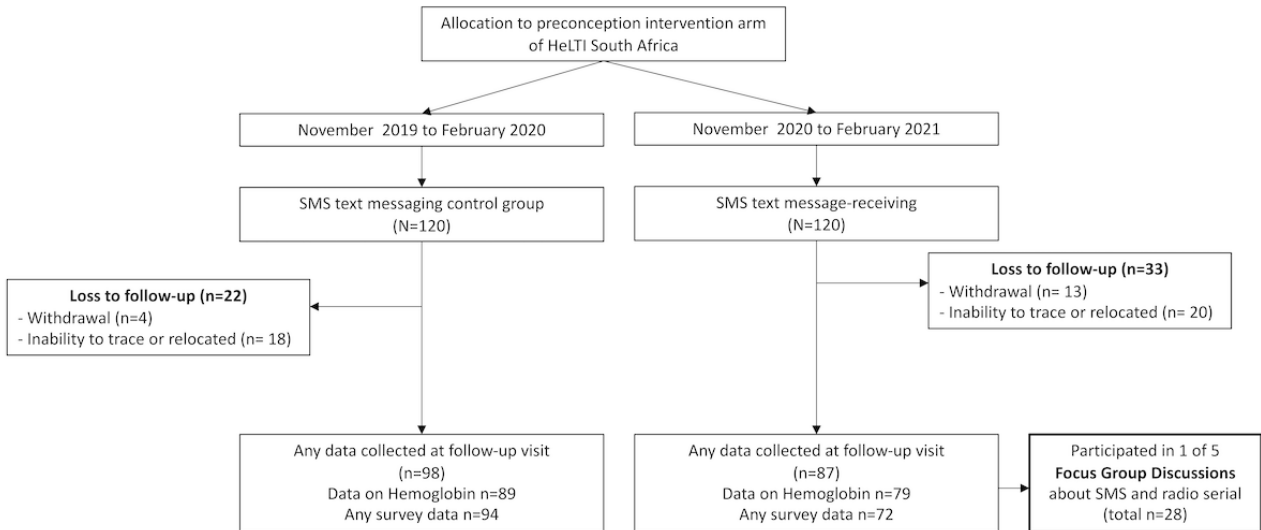 Allocation to preconception intervention arm
of HeLTI South Africa
November 2019 to February 2020
November 2020 to February 2021
SMS text messaging control group
(N=120)
SMS text message-receiving
(N=120)
Loss to follow-up (n=22)
- Withdrawal (n=4)
- Inability to trace or relocated (n= 18)
Loss to follow-up (n=33)
- Withdrawal (n= 13)
- Inability to trace or relocated (n= 20)
Any data collected at follow-up visit
(n=98)
Data on Hemoglobin n=89
Any survey data n=94
Any data collected at follow-up visit
(n=87)
Data on Hemoglobin n=79
Any survey data n=72
Participated in 1 of 5
Focus Group Discussions
about SMS and radio serial
(total n=28)